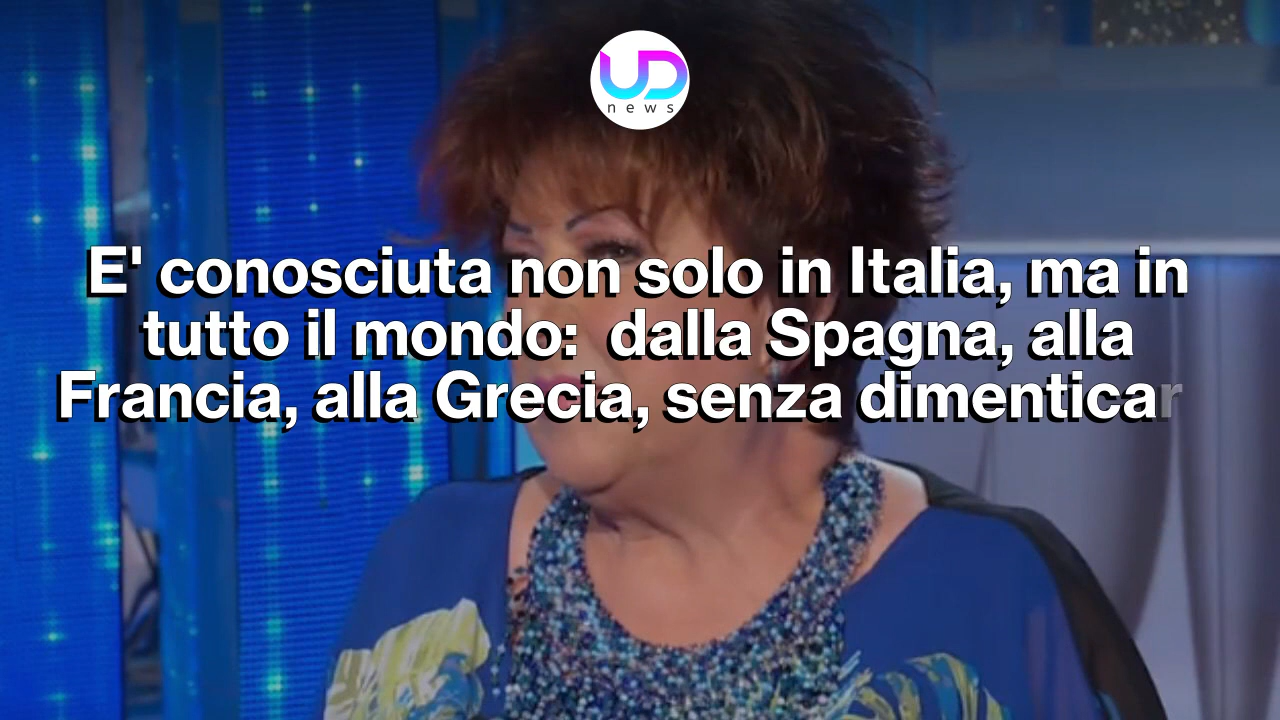 UD
news
E' conosciuta non solo in Italia, ma in
tutto il mondo:  dalla Spagna, alla
Francia, alla Grecia, senza dimenticar